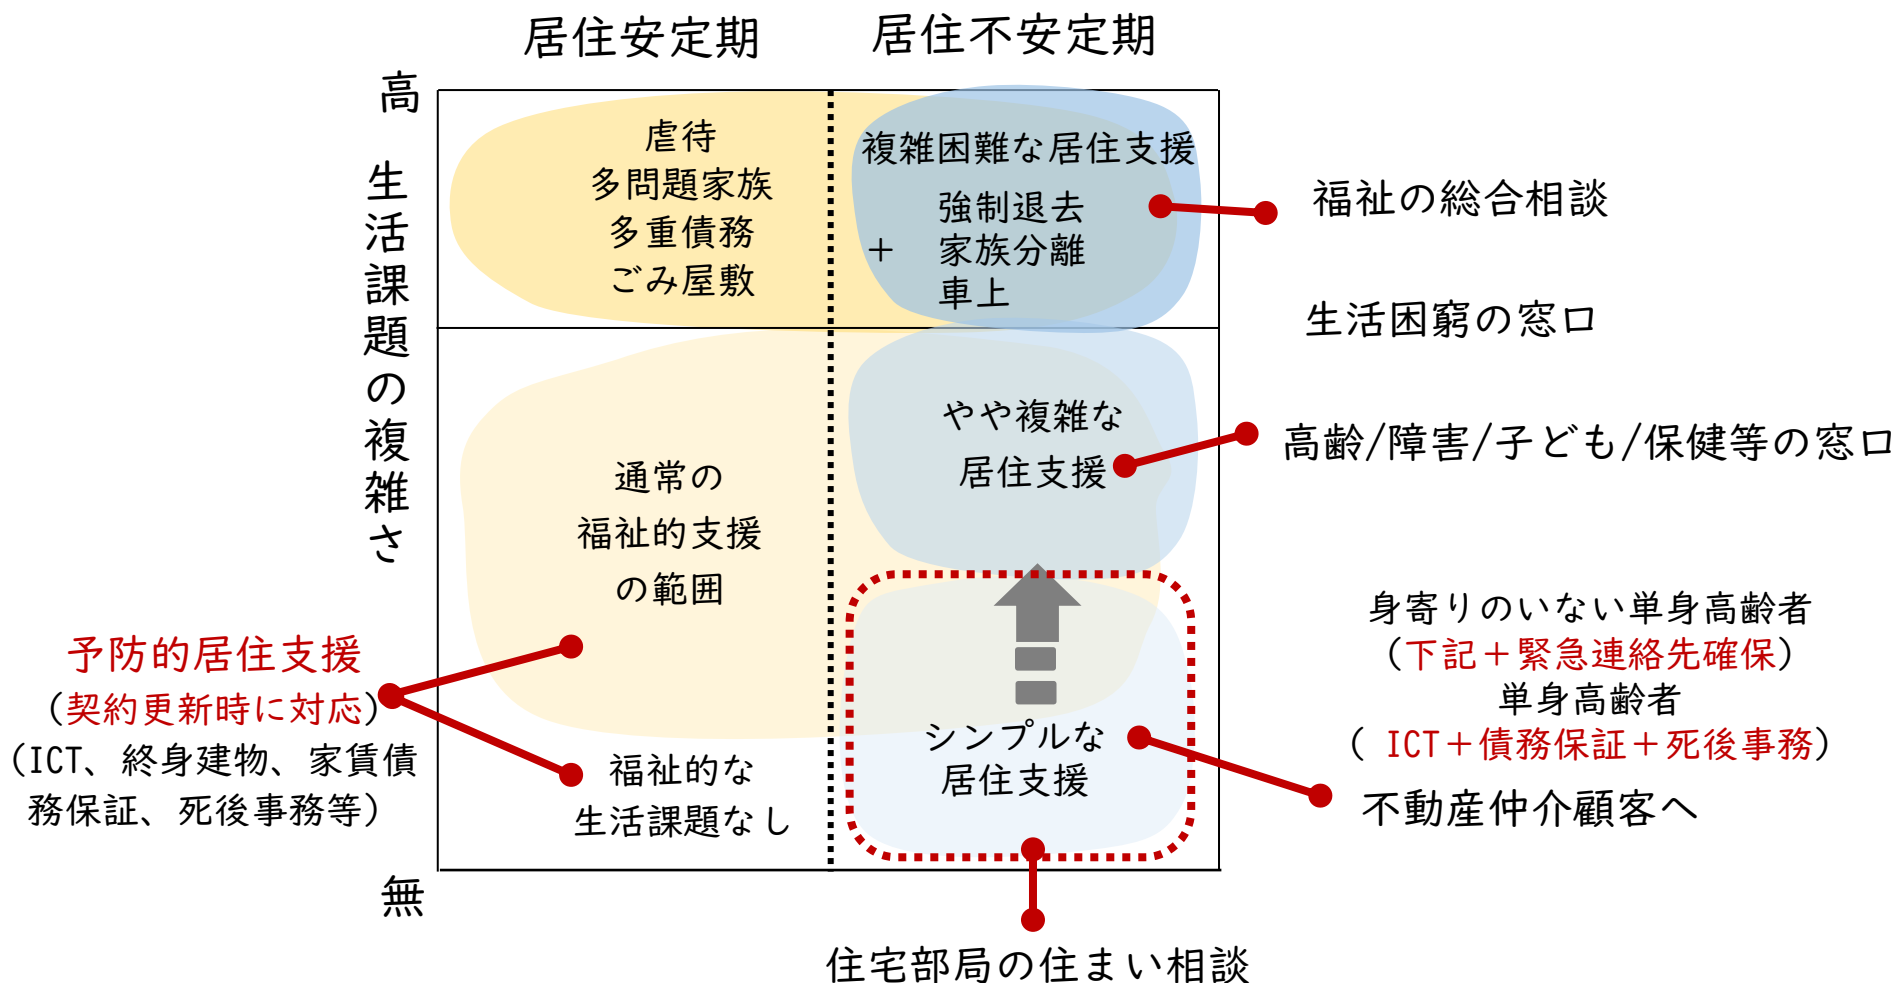 居住安定期
居住不安定期
高
生活課題の複雑さ
無
虐待
多問題家族
多重債務
ごみ屋敷
複雑困難な居住支援
強制退去
＋ 家族分離
車上
福祉の総合相談
生活困窮の窓口
やや複雑な
居住支援
高齢/障害/子ども/保健等の窓口
通常の
福祉的支援
の範囲
予防的居住支援
（契約更新時に対応）
（ICT、終身建物、家賃債
務保証、死後事務等）
福祉的な
生活課題なし
シンプルな
居住支援
身寄りのいない単身高齢者
（下記＋緊急連絡先確保）
単身高齢者
（ ICT＋債務保証＋死後事務）
不動産仲介顧客へ
住宅部局の住まい相談